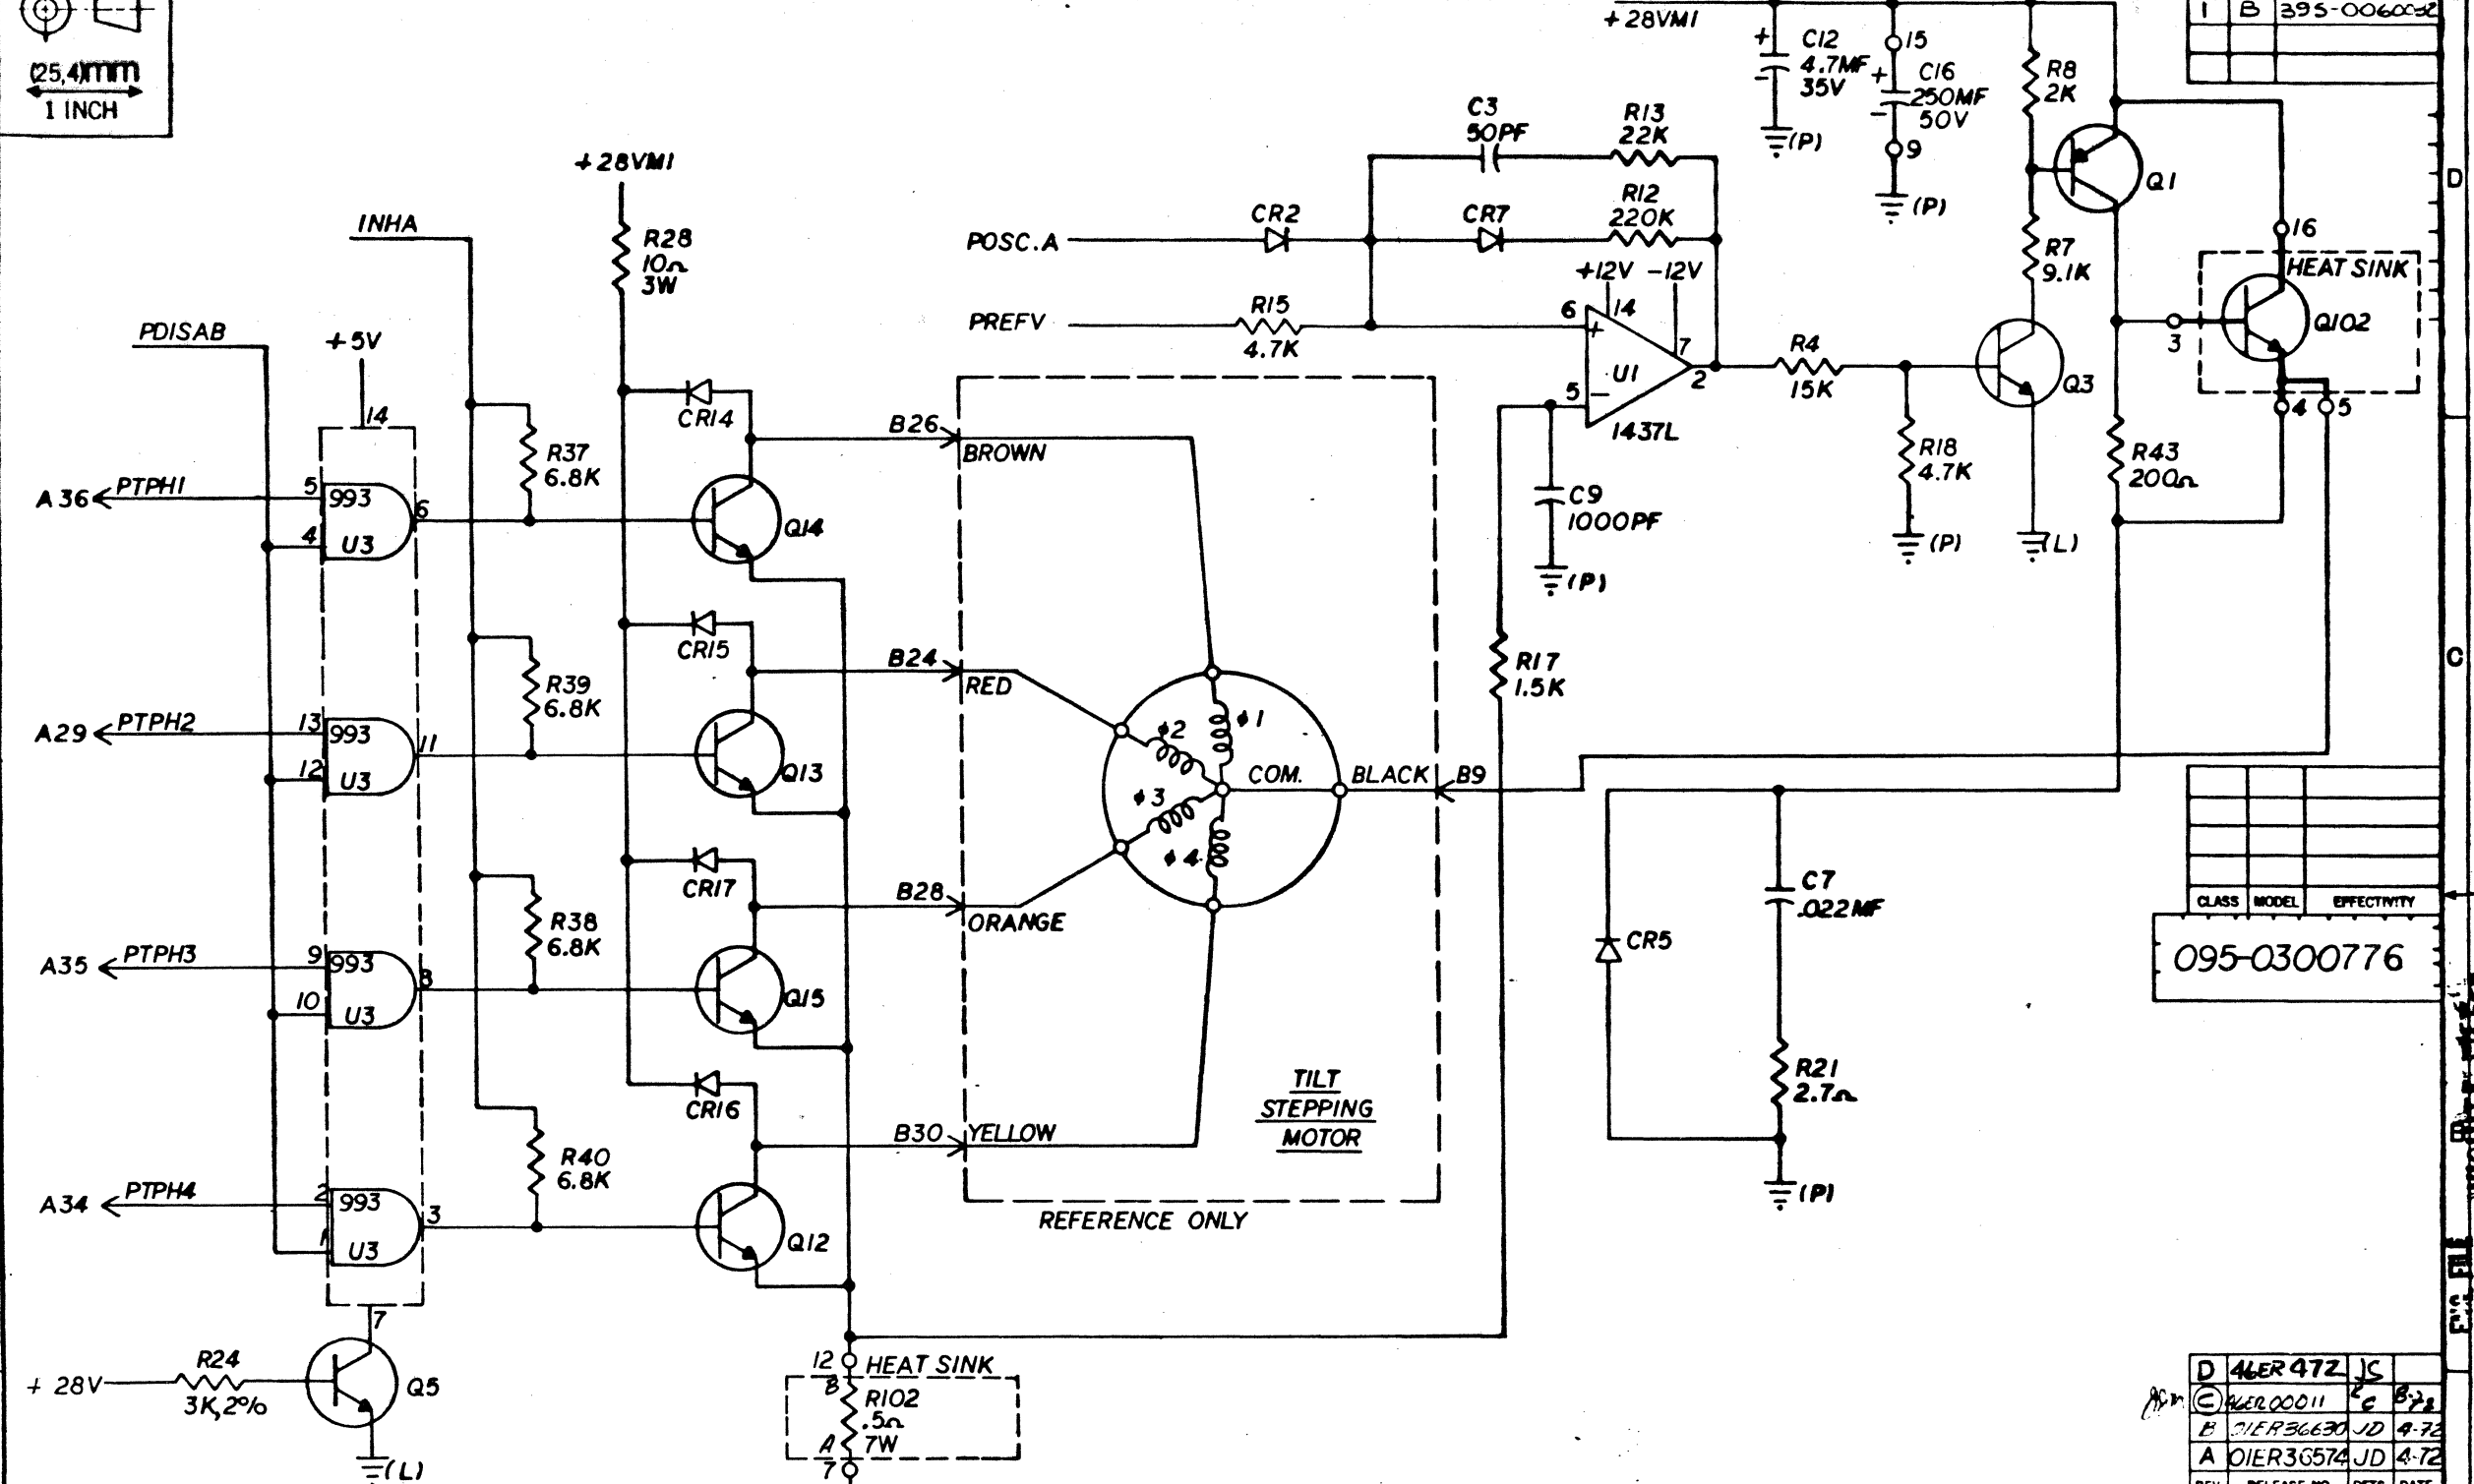 (25,4)mm
1 INCH
+28VMI
1 B
C12
4.7MF
35V
15
C16
250MF
50V
9
(P)
(P)
R8
2K
Q1
R7
9.1K
16
HEAT SINK
Q102
3
4
5
D
+28VMI
R28
10Ω
3W
INHA
PDISAB
+5V
14
C3
50PF
R13
22K
POSC.A
CR2
CR7
R12
220K
+12V
-12V
PREFV
R15
4.7K
6
+
14
7
U1
2
5
-
1437L
R4
15K
Q3
R18
4.7K
(P)
(L)
R43
200Ω
C9
1000PF
(P)
R17
1.5K
C
A36
PTPH1
5
993
4
U3
6
R37
6.8K
CR14
Q14
B26
BROWN
A29
PTPH2
13
993
12
U3
11
R39
6.8K
CR15
Q13
B24
RED
A35
PTPH3
9
993
10
U3
8
R38
6.8K
CR17
Q15
B28
ORANGE
A34
PTPH4
2
993
1
U3
3
R40
6.8K
CR16
Q12
B30
YELLOW
φ1
φ2
φ3
φ4
COM.
BLACK
B9
TILT
STEPPING
MOTOR
REFERENCE ONLY
CR5
C7
.022MF
R21
2.7Ω
(P)
CLASS MODEL EFFECTIVITY
095-0300776
7
+28V
R24
3K,2%
Q5
(L)
12
HEAT SINK
B
R102
.5Ω
A
7W
7
D 46ER472 JS
C 46ER00011
B 01ER36630 JD 4-72
A 01ER36574 JD 4-72